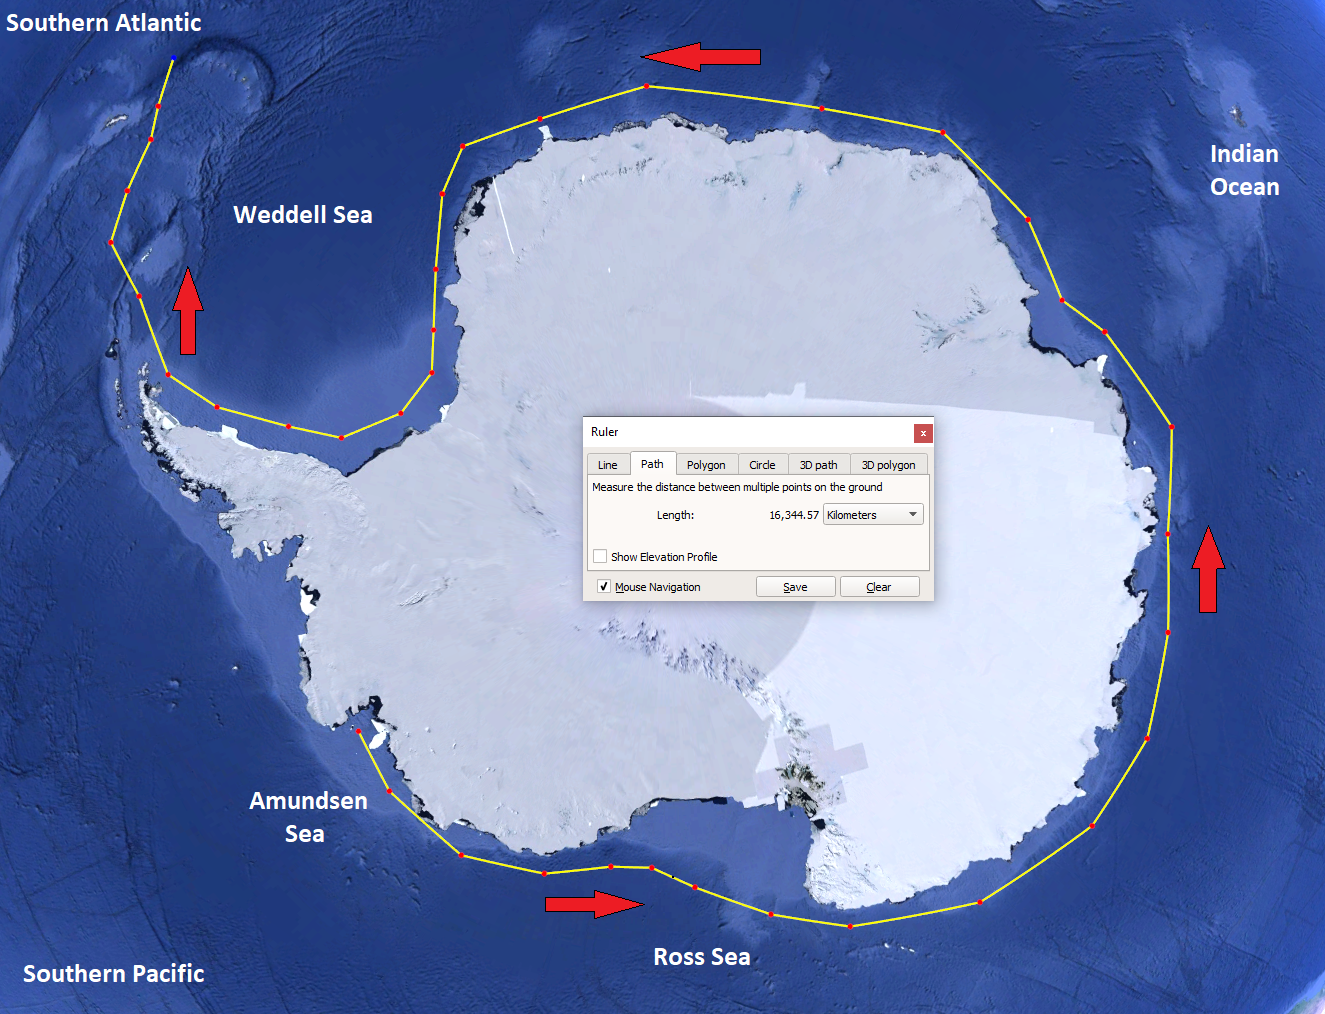 Southern Atlantic
Indian
Ocean
Weddell Sea
Ruler
x
Line Path Polygon Circle 3D path 3D polygon
Measure the distance between multiple points on the ground
Length: 16,344.57 Kilometers
Show Elevation Profile
Mouse Navigation Save Clear
Amundsen
Sea
Ross Sea
Southern Pacific